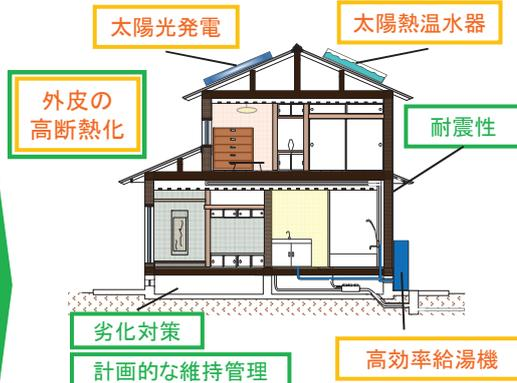 太陽光発電
太陽熱温水器
外皮の
高断熱化
耐震性
劣化対策
計画的な維持管理
高効率給湯機